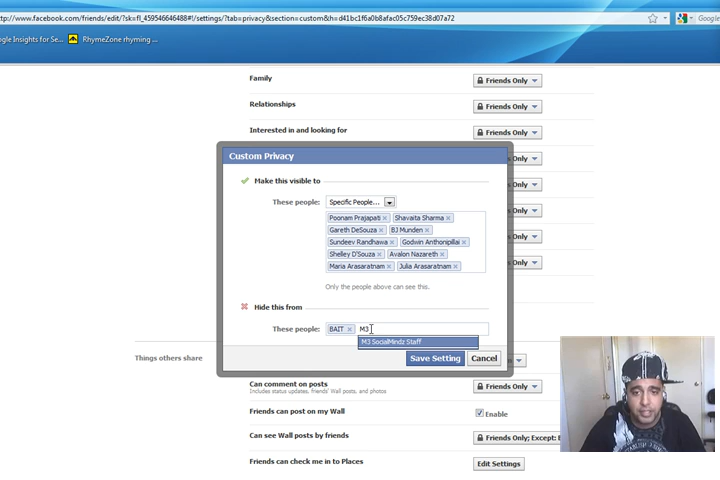 ttp://www.facebook.com/friends/edit/?sk=fl_459546646488#!/settings/?tab=privacy&section=custom&h=d41bc1f6a0b8afac05c759ec38d07a72
Google
ogle Insights for Se...
RhymeZone rhyming ...
Family
Friends Only
Relationships
Friends Only
Interested in and looking for
Friends Only
Custom Privacy
Make this visible to
These people:
Specific People...
Poonam Prajapati
Shavaita Sharma
Gareth DeSouza
BJ Munden
Sundeev Randhawa
Godwin Anthonipillai
Shelley D'Souza
Avalon Nazareth
Maria Arasaratnam
Julia Arasaratnam
Only the people above can see this.
Hide this from
These people:
BAIT
M3
M3 SocialMindz Staff
Save Setting
Cancel
Things others share
Can comment on posts
Includes status updates, friends' Wall posts, and photos
Friends Only
Friends can post on my Wall
Enable
Can see Wall posts by friends
Friends Only; Except: B
Friends can check me in to Places
Edit Settings